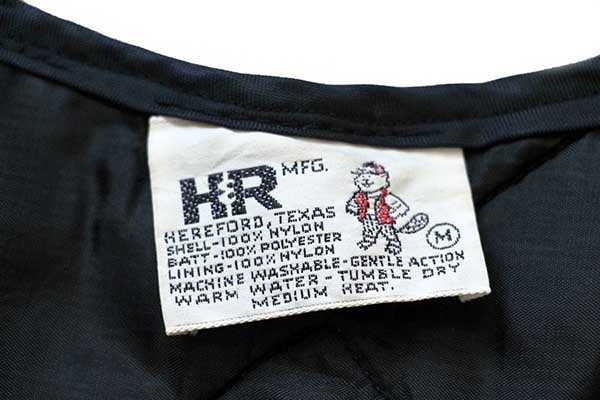 H&R MFG.
HEREFORD, TEXAS
SHELL-100% NYLON
BATT-100% POLYESTER
LINING-100% NYLON
MACHINE WASHABLE-GENTLE ACTION
WARM WATER-TUMBLE DRY
MEDIUM HEAT.
M